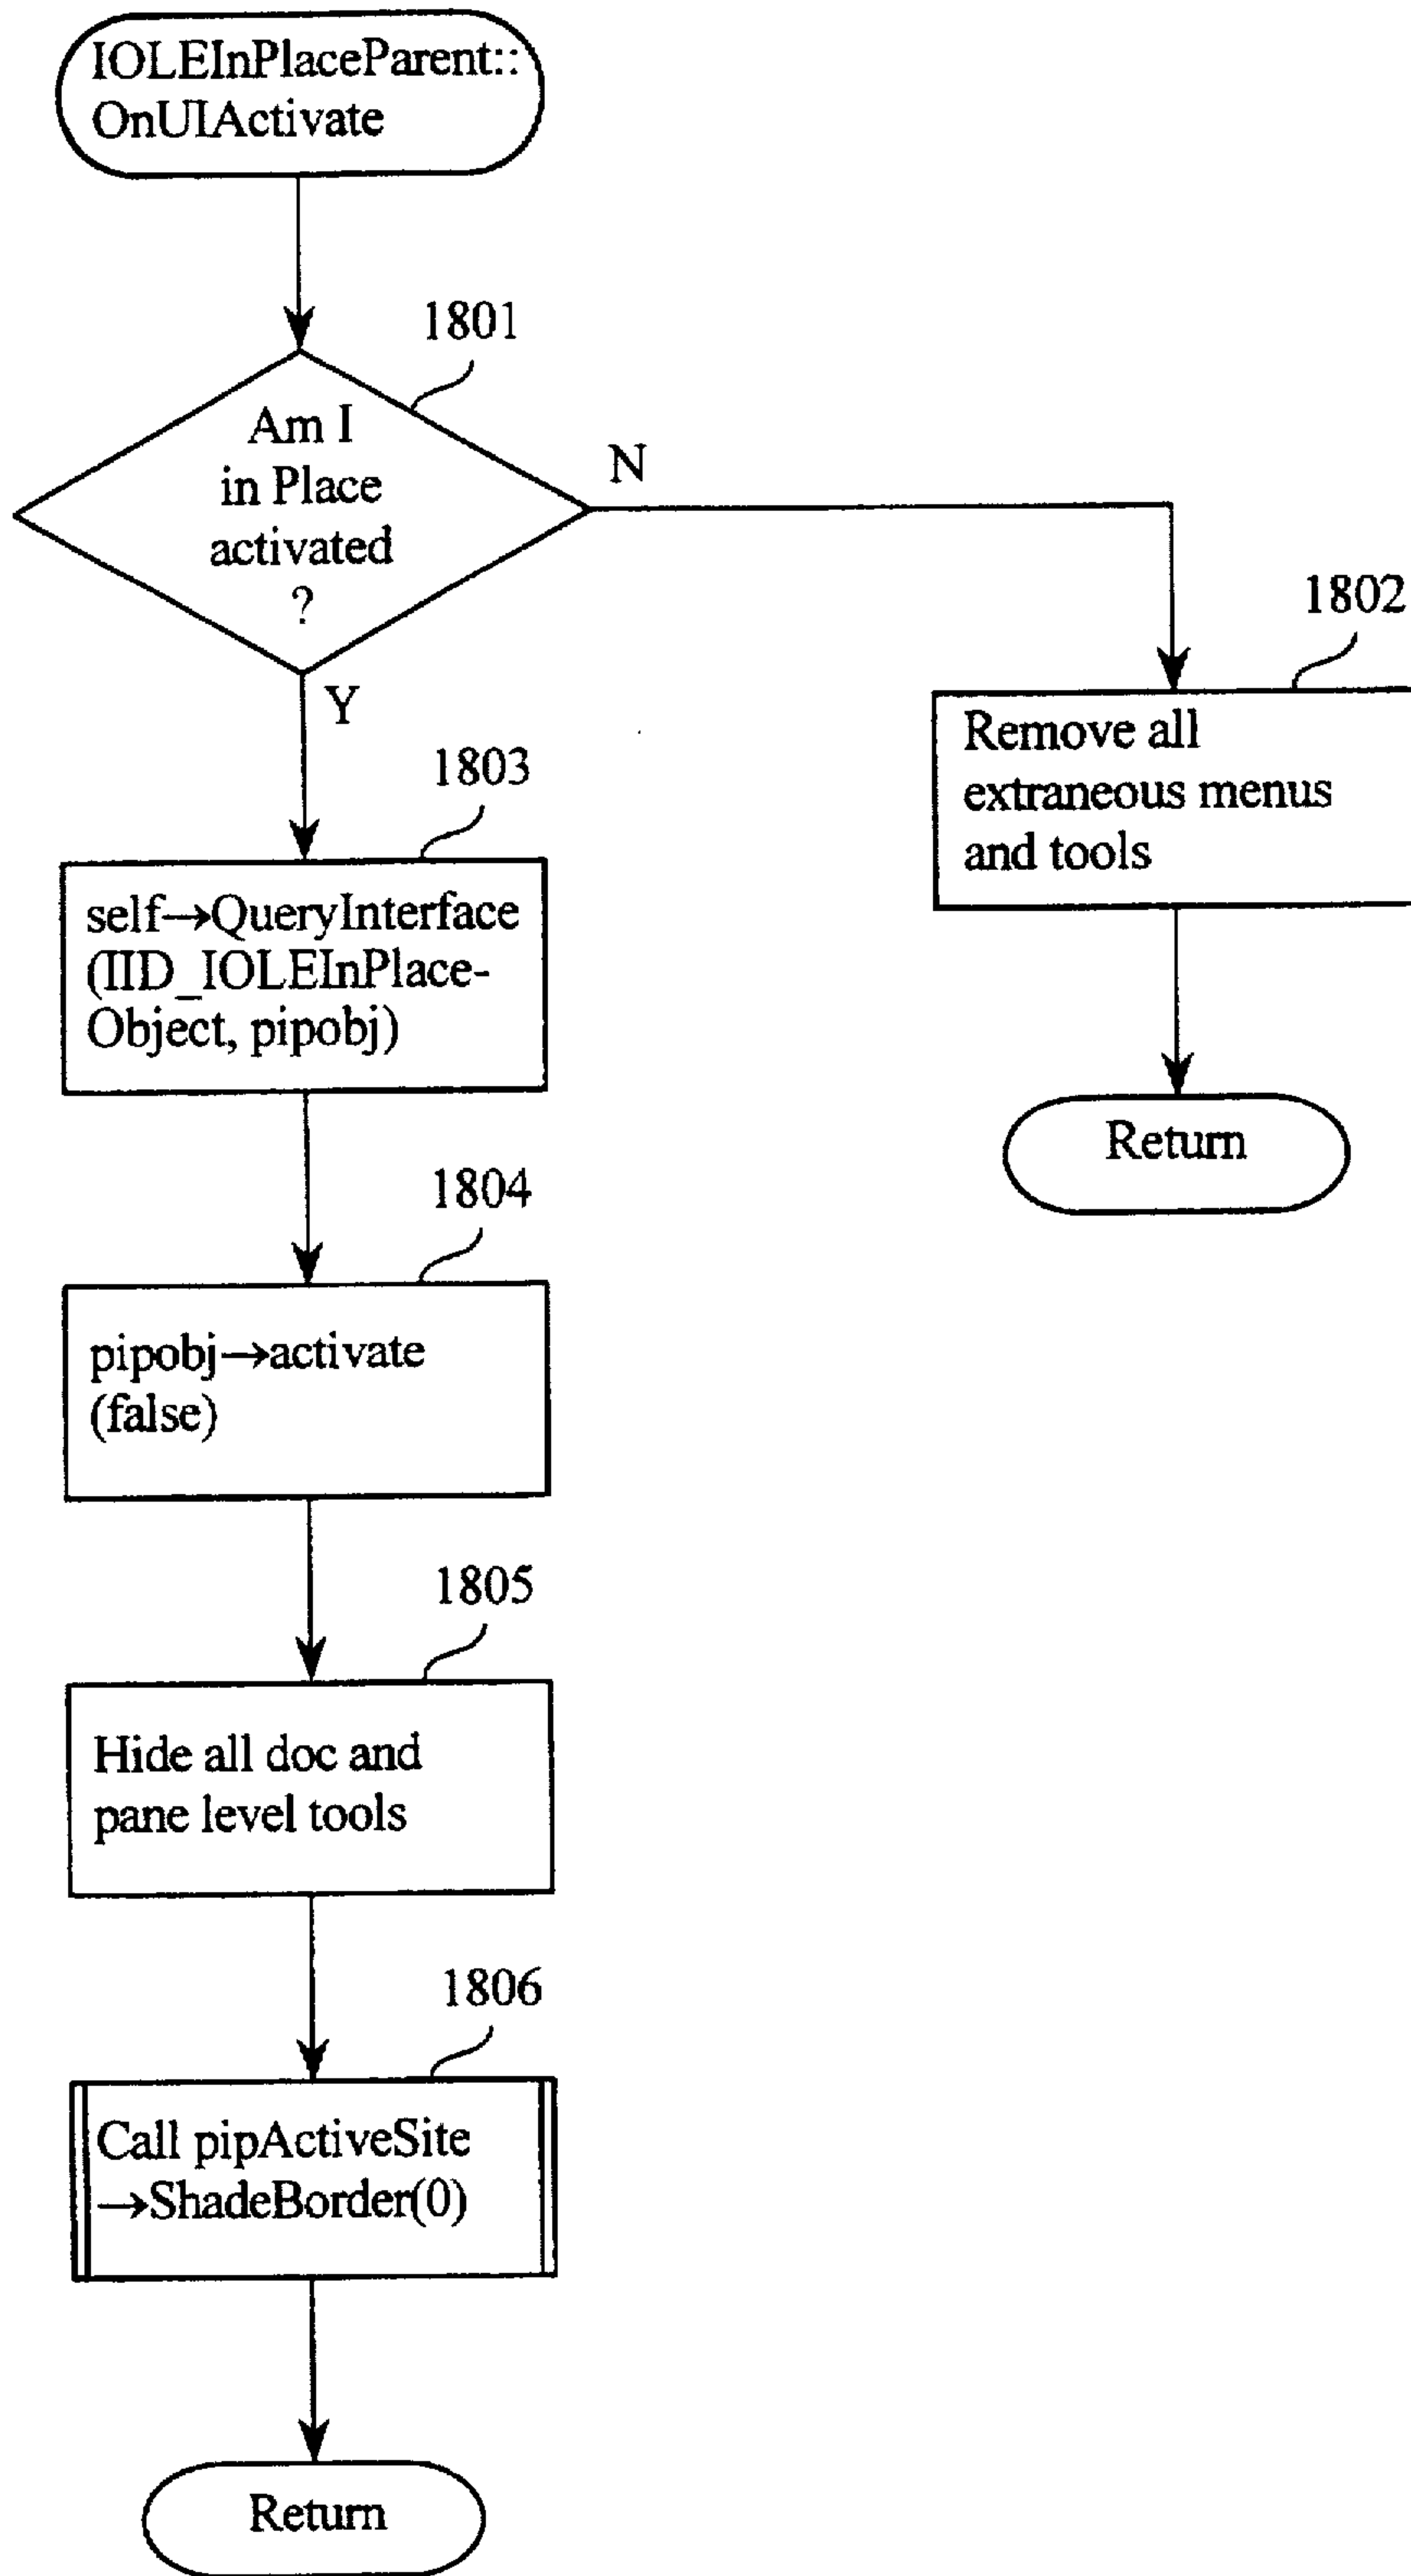 IOLEInPlaceParent::
OnUIActivate
1801
Am I
in Place
activated
?
N
Y
1802
Remove all
extraneous menus
and tools
Return
1803
self→QueryInterface
(IID_IOLEInPlace-
Object, pipobj)
1804
pipobj→activate
(false)
1805
Hide all doc and
pane level tools
1806
Call pipActiveSite
→ShadeBorder(0)
Return